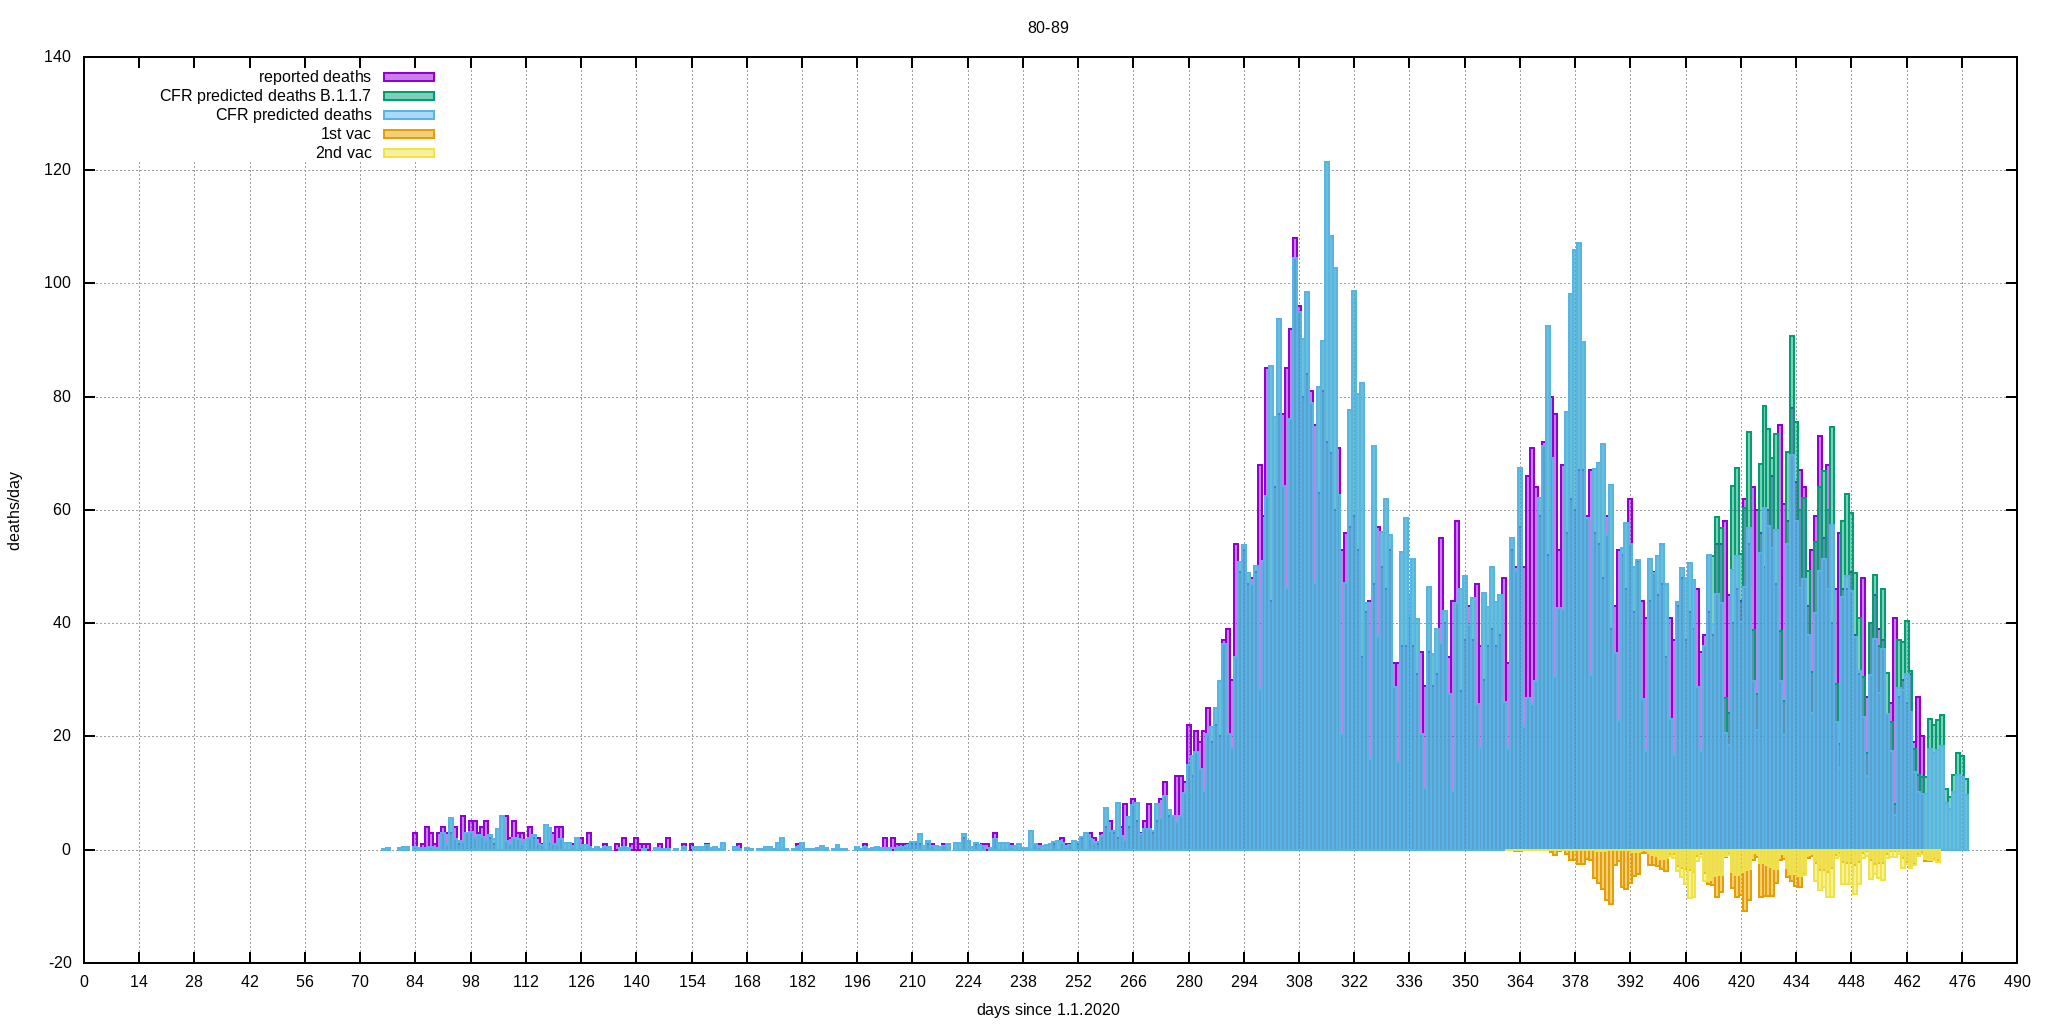 80-89
140
120
100
80
60
40
20
0
-20
deaths/day
reported deaths
CFR predicted deaths B.1.1.7
CFR predicted deaths
1st vac
2nd vac
0 14 28 42 56 70 84 98 112 126 140 154 168 182 196 210 224 238 252 266 280 294 308 322 336 350 364 378 392 406 420 434 448 462 476 490
days since 1.1.2020